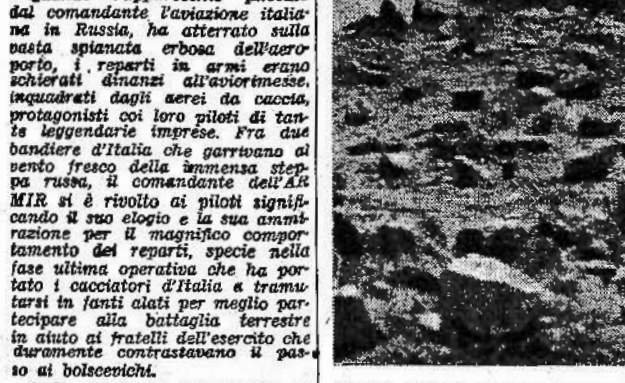 dal comandante l'aviazione italia-
na in Russia, ha atterrato sulla
vasta spianata erbosa dell'aero-
porto, i reparti in armi erano
schierati dinanzi all'aviorimesse,
inquadrati dagli aerei da caccia,
protagonisti coi loro piloti di tan-
te leggendarie imprese. Fra due
bandiere d'Italia che garrivano al
vento fresco della immensa step-
pa russa, il comandante dell'AR
MIR si è rivolto ai piloti signifi-
cando il suo elogio e la sua ammi-
razione per il magnifico compor-
tamento dei reparti, specie nella
fase ultima operativa che ha por-
tato i cacciatori d'Italia a tramu-
tarsi in fanti alati per meglio par-
tecipare alla battaglia terrestre
in aiuto ai fratelli dell'esercito che
duramente contrastavano il pas-
so ai bolscevichi.